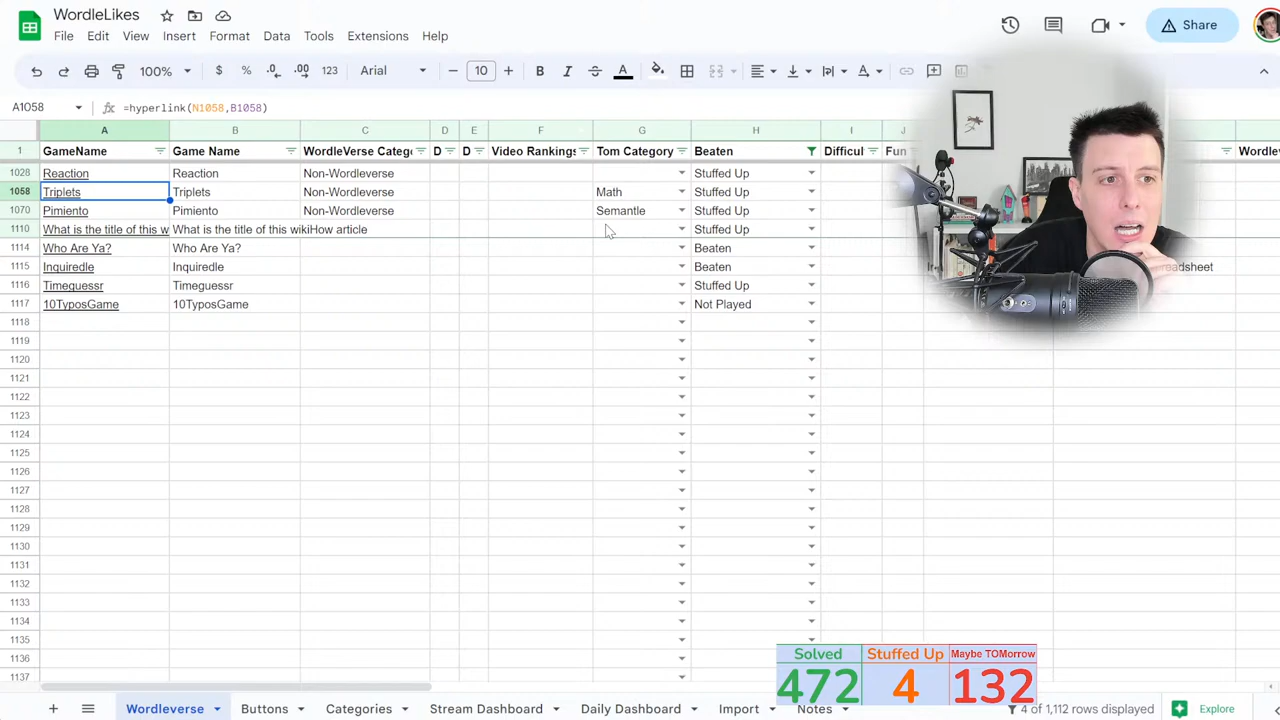 WordleLikes
File Edit View Insert Format Data Tools Extensions Help
Share
100% $ % .0 .00 123 Arial 10 B I S A
A1058 =hyperlink(N1058,B1058)
A B C D E F G H I J
1 GameName Game Name WordleVerse Categ D D Video Rankings Tom Category Beaten Difficul Fun Wordlev
1028 Reaction Reaction Non-Wordleverse Stuffed Up
1058 Triplets Triplets Non-Wordleverse Math Stuffed Up
1070 Pimiento Pimiento Non-Wordleverse Semantle Stuffed Up
1110 What is the title of this w What is the title of this wikiHow article Stuffed Up
1114 Who Are Ya? Who Are Ya? Beaten
1115 Inquiredle Inquiredle Beaten
1116 Timeguessr Timeguessr Stuffed Up
1117 10TyposGame 10TyposGame Not Played
1118
1119
1120
1121
1122
1123
1124
1125
1126
1127
1128
1129
1130
1131
1132
1133
1134
1135
1136
1137
Solved Stuffed Up Maybe TOMorrow
472 4 132
Wordleverse Categories Stream Dashboard Daily Dashboard Import Notes 4 of 1,112 rows displayed Explore